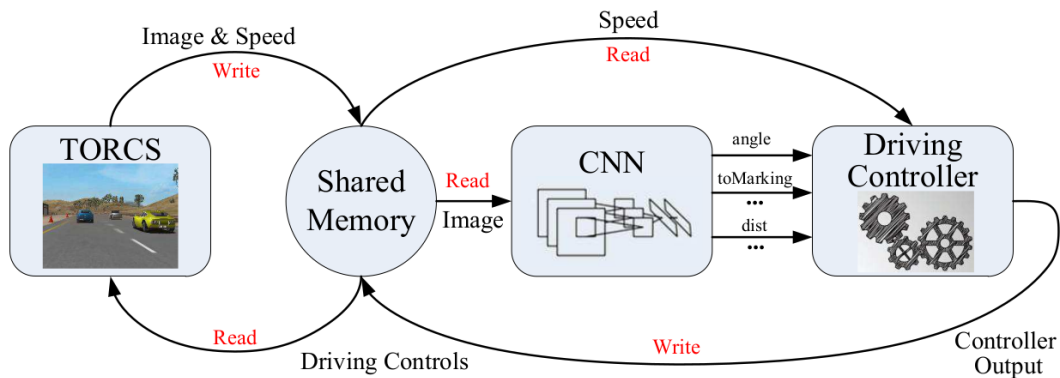 Image & Speed
Write
Speed
Read
TORCS
Shared
Memory
Read
Image
CNN
angle
toMarking
...
dist
...
Driving
Controller
Read
Driving Controls
Write
Controller
Output